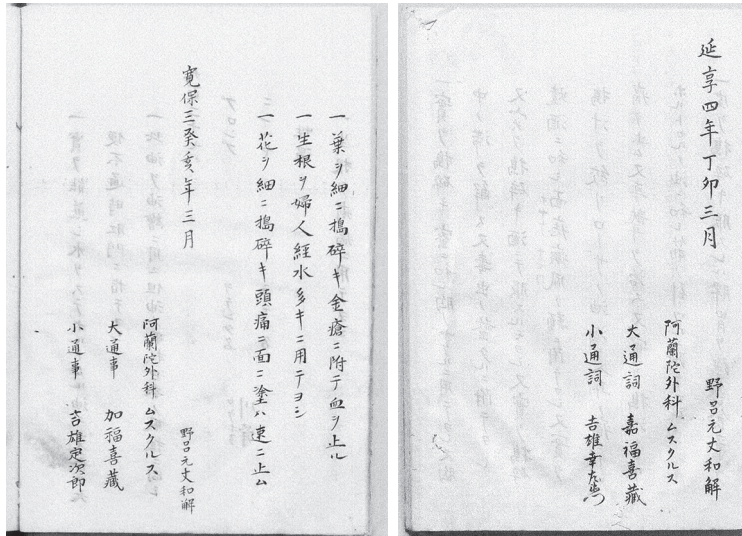 延享四年丁卯三月
野呂元丈和解
阿蘭陀外科 ムスクルス
大通詞 嘉福喜藏
小通詞 吉雄幸左衛門
一葉ヲ細ニ搗碎キ金瘡ニ附テ血ヲ止ル
一生根ヲ婦人經水多キニ用テヨシ
一花ヲ細ニ搗碎キ頭痛ニ面ニ塗ハ速ニ止ム
寛保三癸亥年三月
野呂元丈和解
阿蘭陀外科 ムスクルス
大通事 加福喜藏
小通事 吉雄定次郎